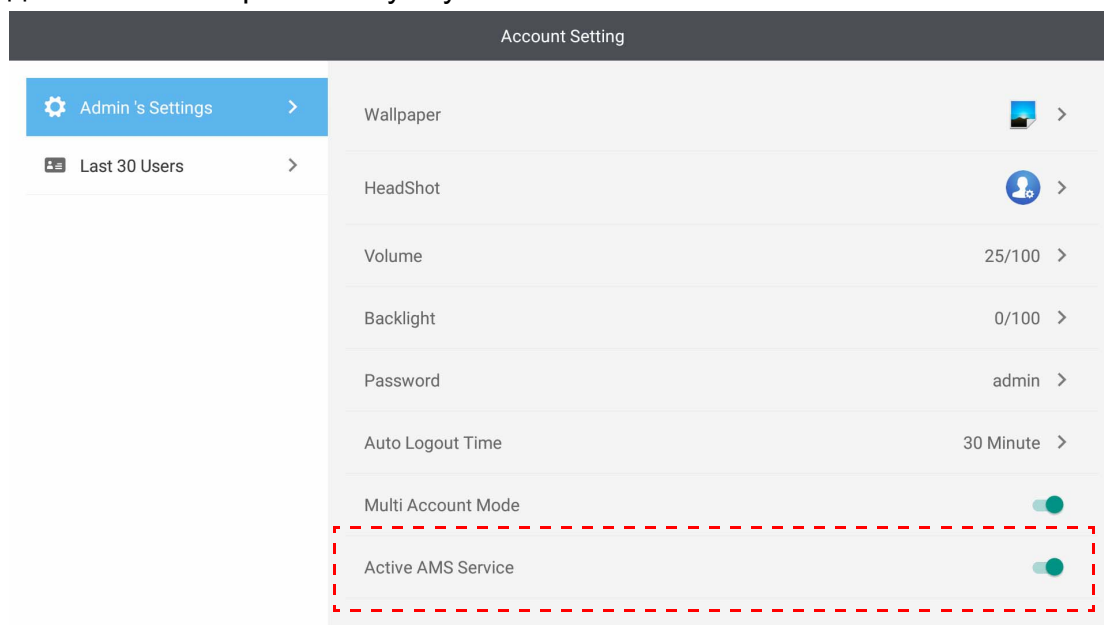 Account Setting
Admin 's Settings
Last 30 Users
Wallpaper
HeadShot
Volume 25/100
Backlight 0/100
Password admin
Auto Logout Time 30 Minute
Multi Account Mode
Active AMS Service